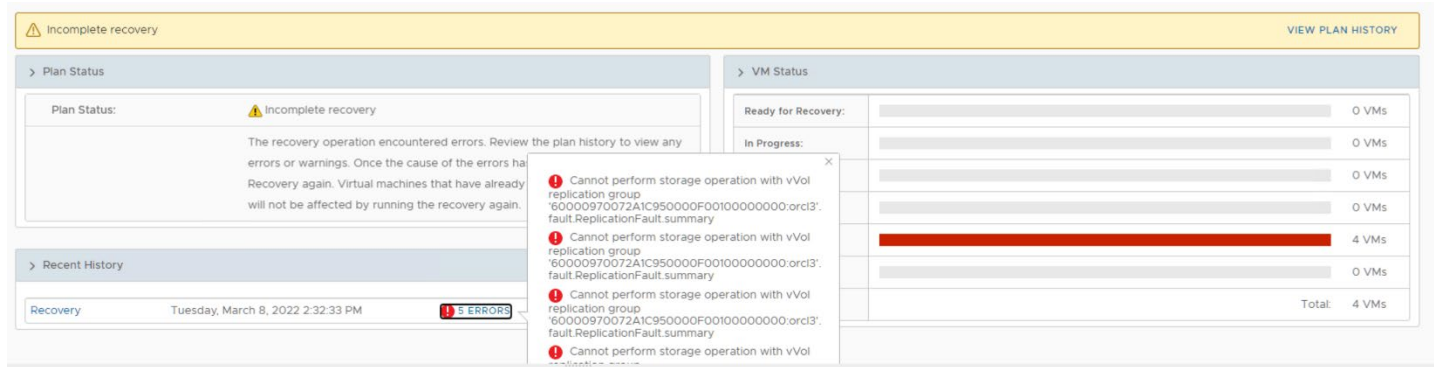 Incomplete recovery
VIEW PLAN HISTORY
Plan Status
Plan Status:
Incomplete recovery
The recovery operation encountered errors. Review the plan history to view any
errors or warnings. Once the cause of the errors ha
Recovery again. Virtual machines that have already
will not be affected by running the recovery again.
Recent History
Recovery
Tuesday, March 8, 2022 2:32:33 PM
5 ERRORS
Cannot perform storage operation with vVol
replication group
'60000970072A1C950000F00100000000:orcl3'.
fault.ReplicationFault.summary
Cannot perform storage operation with vVol
replication group
'60000970072A1C950000F00100000000:orcl3'.
fault.ReplicationFault.summary
Cannot perform storage operation with vVol
replication group
'60000970072A1C950000F00100000000:orcl3'.
fault.ReplicationFault.summary
Cannot perform storage operation with vVol
VM Status
Ready for Recovery:
0 VMs
In Progress:
0 VMs
0 VMs
0 VMs
4 VMs
0 VMs
Total:
4 VMs